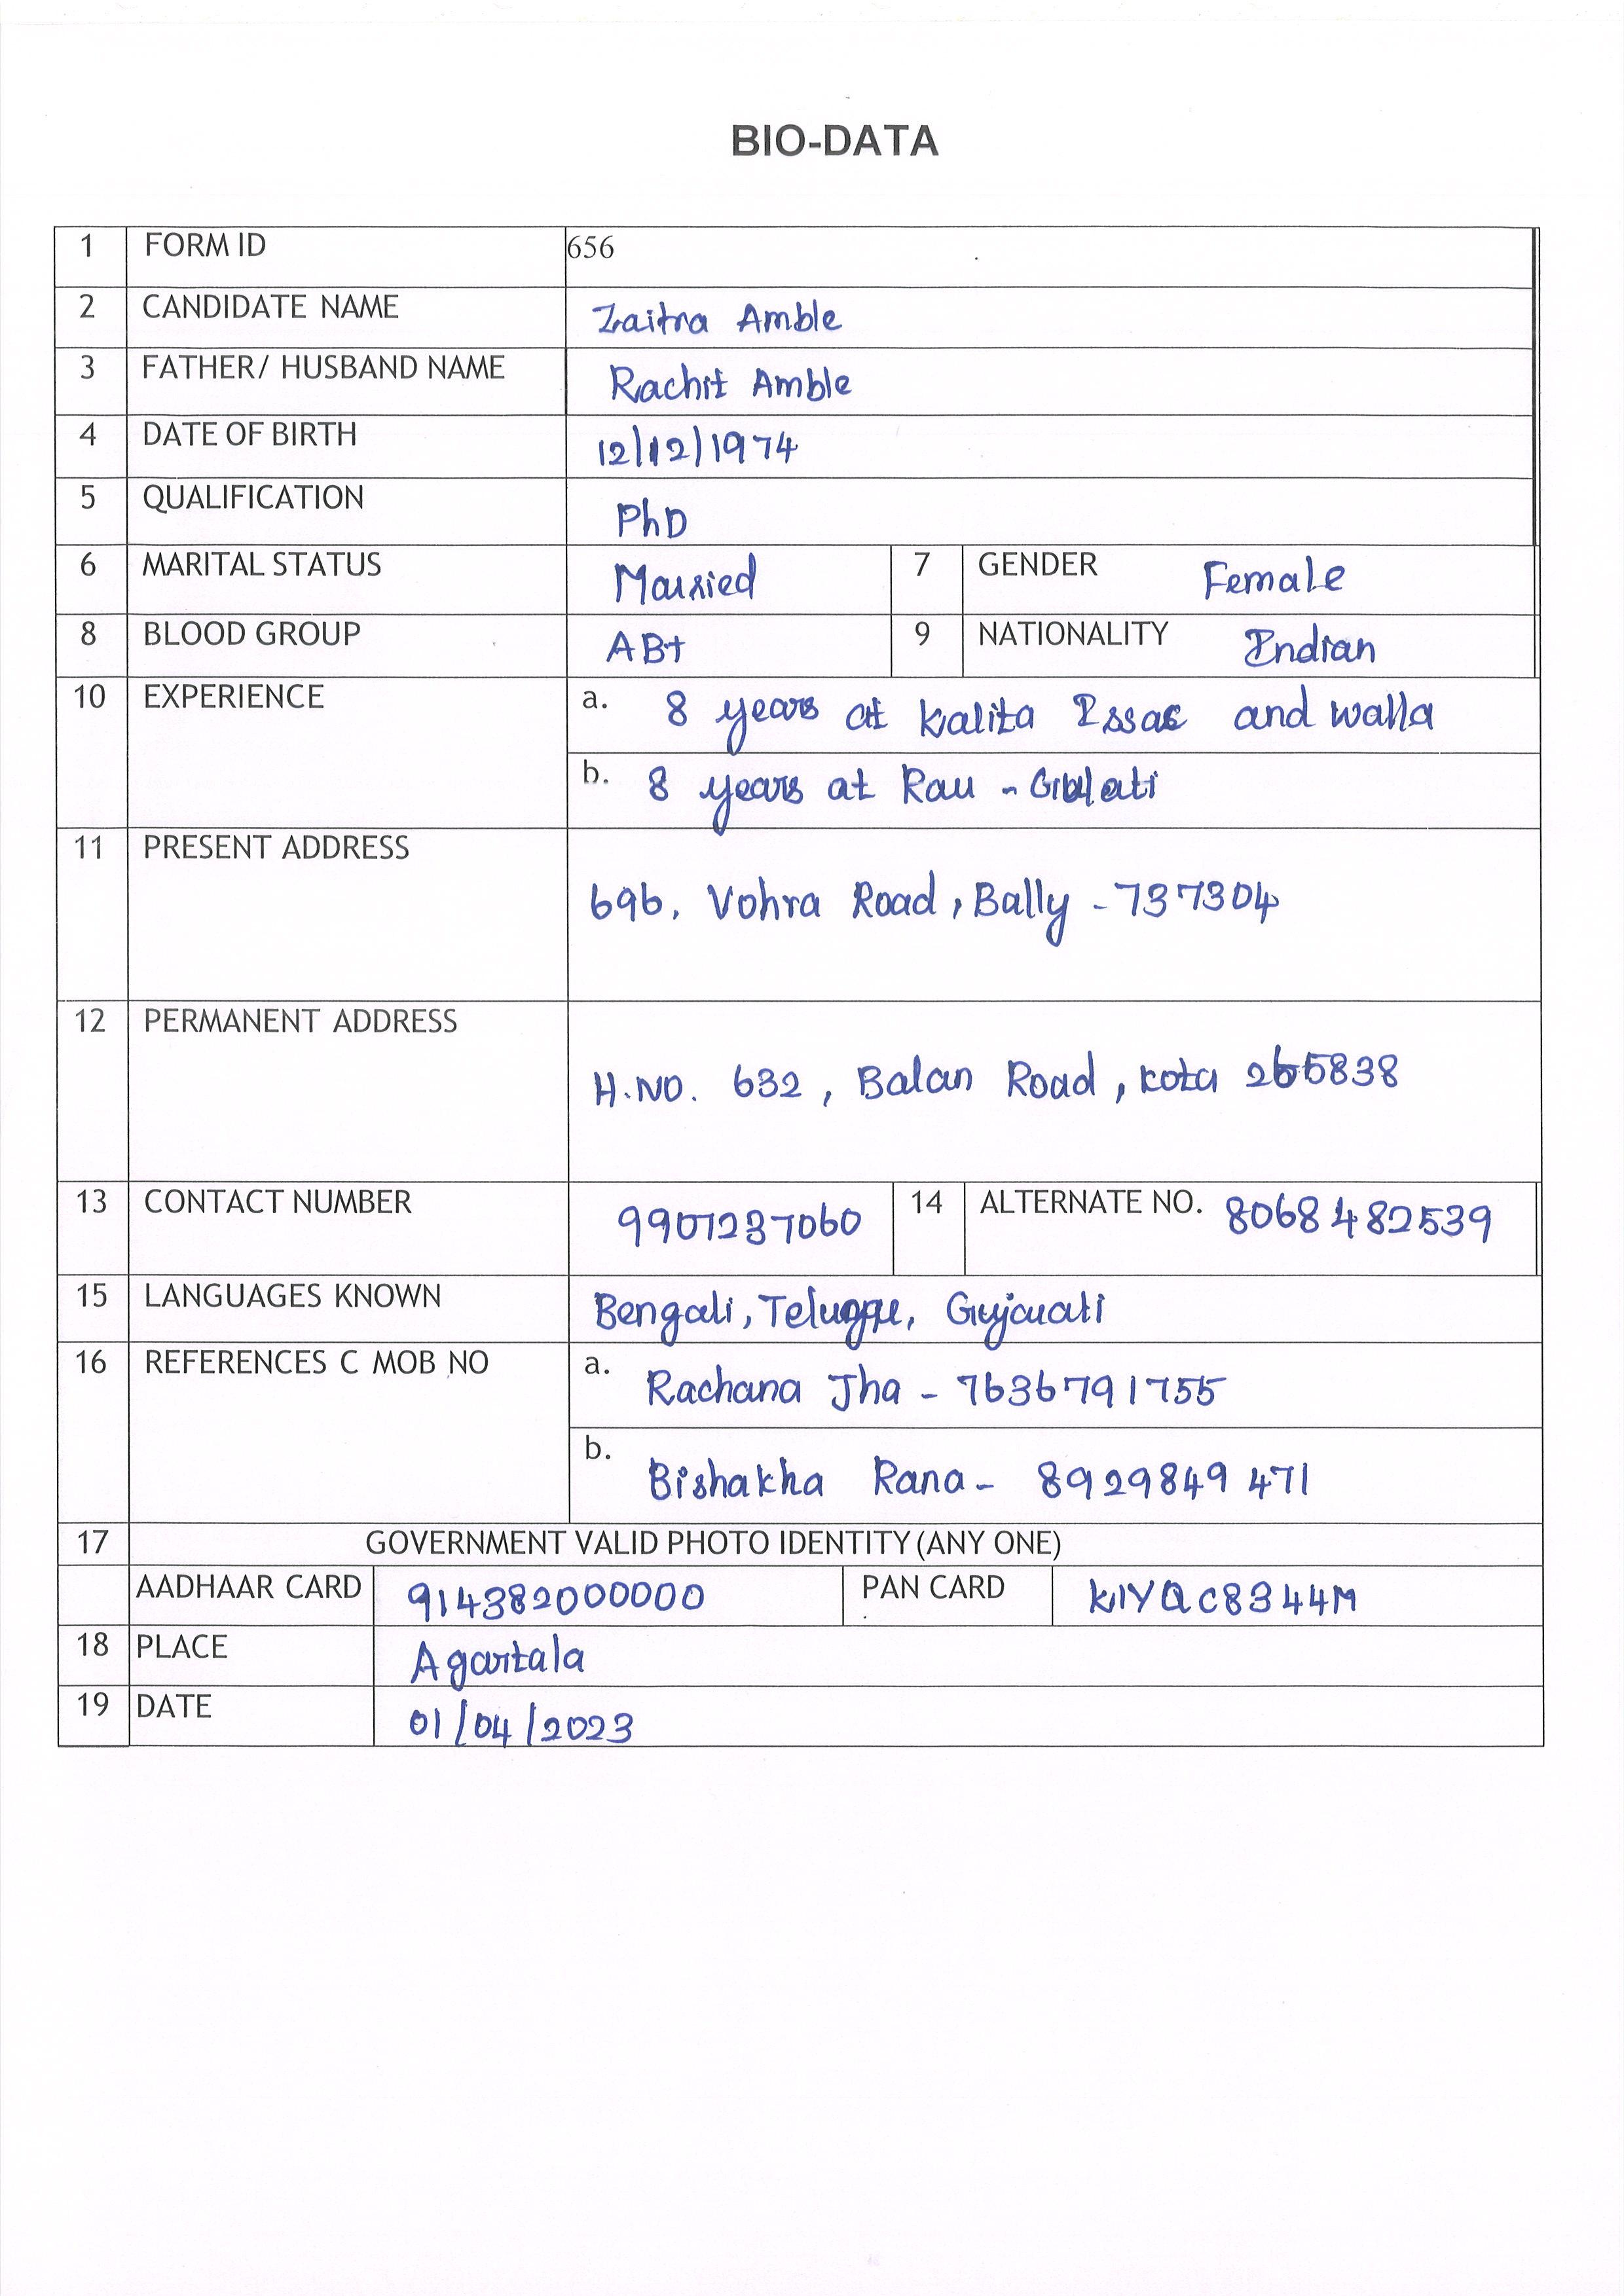 BIO-DATA
1 FORM ID 656
2 CANDIDATE NAME Zaitra Amble
3 FATHER/ HUSBAND NAME Rachit Amble
4 DATE OF BIRTH 12/12/1974
5 QUALIFICATION PhD
6 MARITAL STATUS Married 7 GENDER Female
8 BLOOD GROUP AB+ 9 NATIONALITY Indian
10 EXPERIENCE a. 8 years at Kalita Issac and Walla
b. 8 years at Rau -
11 PRESENT ADDRESS
696, Vohra Road, Bally - 737304
12 PERMANENT ADDRESS
H.NO. 632, Balan Road, Kota
13 CONTACT NUMBER 9901237060 14 ALTERNATE NO. 8068482539
15 LANGUAGES KNOWN Bengali, Gujarati
16 REFERENCES C MOB NO a. Rachana Jha - 7636791755
b. Bishakha Rana - 8929849471
17 GOVERNMENT VALID PHOTO IDENTITY (ANY ONE)
AADHAAR CARD 914382000000 PAN CARD KIYQC8344M
18 PLACE Agartala
19 DATE 01/04/2023